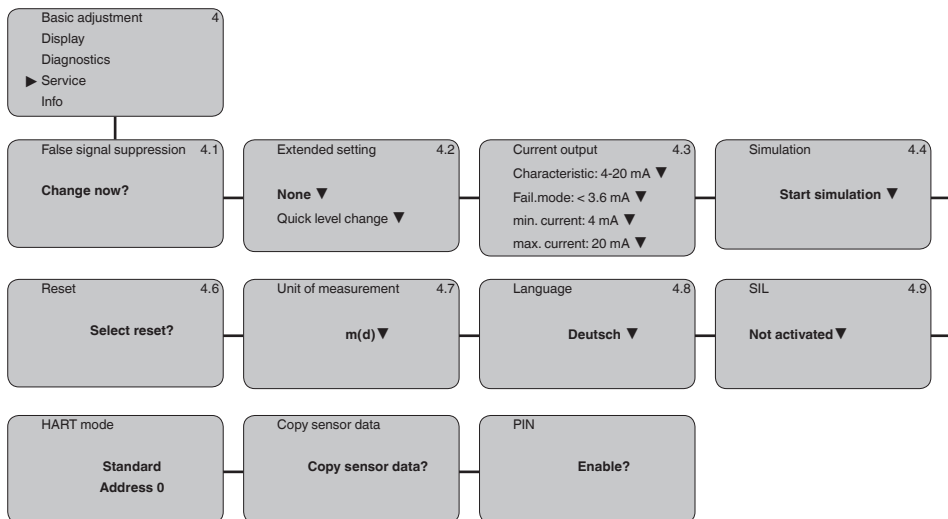 Basic adjustment 4
Display
Diagnostics
▶ Service
Info
False signal suppression 4.1
Change now?
Extended setting 4.2
None ▼
Quick level change ▼
Current output 4.3
Characteristic: 4-20 mA ▼
Fail.mode: < 3.6 mA ▼
min. current: 4 mA ▼
max. current: 20 mA ▼
Simulation 4.4
Start simulation ▼
Reset 4.6
Select reset?
Unit of measurement 4.7
m(d) ▼
Language 4.8
Deutsch ▼
SIL 4.9
Not activated ▼
HART mode
Standard
Address 0
Copy sensor data
Copy sensor data?
PIN
Enable?